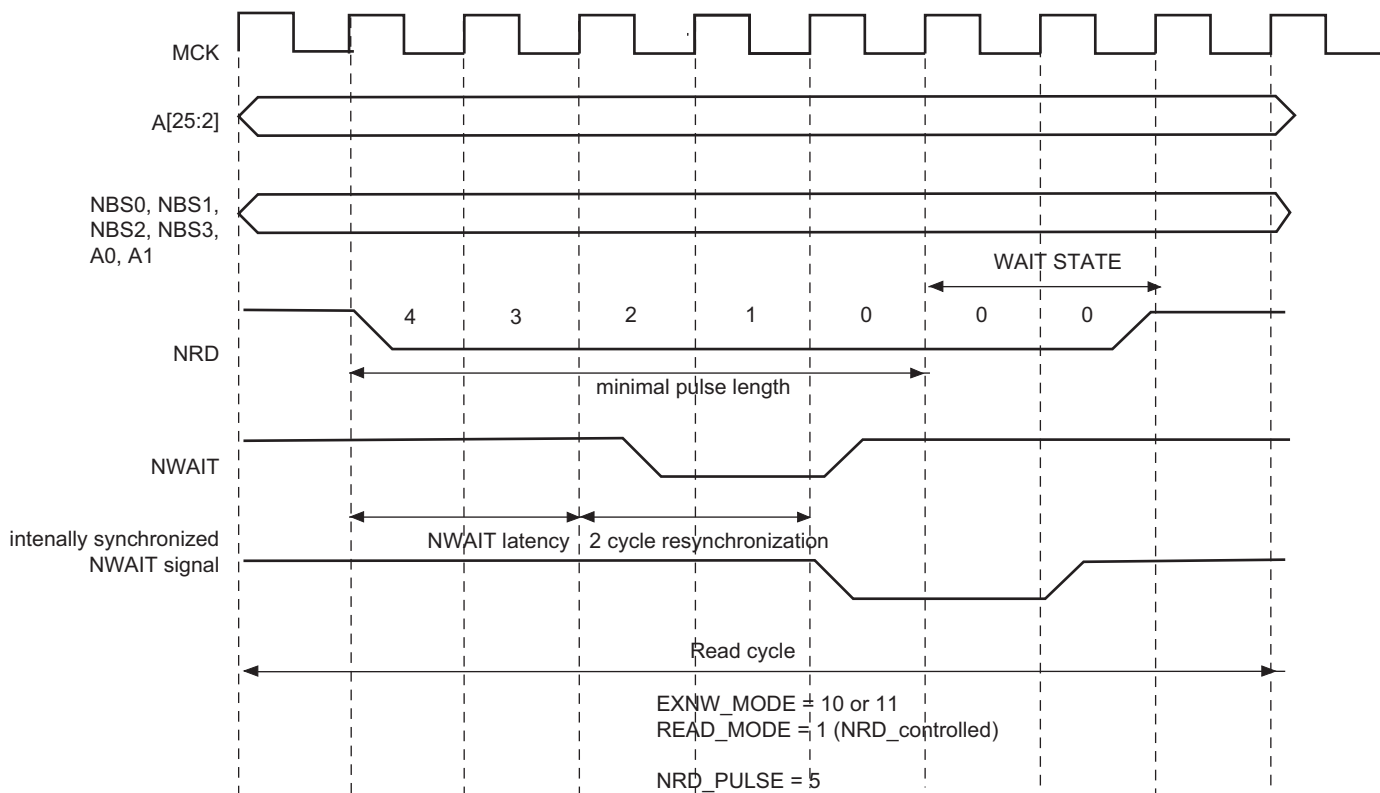 MCK
A[25:2]
NBS0, NBS1,
NBS2, NBS3,
A0, A1
WAIT STATE
4 3 2 1 0 0 0
NRD
minimal pulse length
NWAIT
NWAIT latency 2 cycle resynchronization
intenally synchronized
NWAIT signal
Read cycle
EXNW_MODE = 10 or 11
READ_MODE = 1 (NRD_controlled)
NRD_PULSE = 5